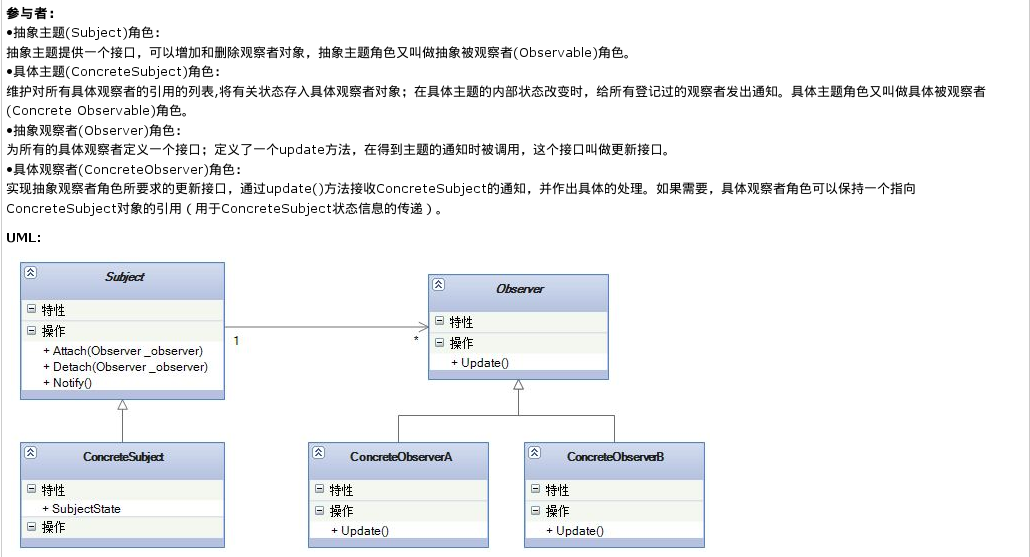 参与者：
•抽象主题(Subject)角色：
抽象主题提供一个接口，可以增加和删除观察者对象，抽象主题角色又叫做抽象被观察者(Observable)角色。
•具体主题(ConcreteSubject)角色：
维护对所有具体观察者的引用的列表,将有关状态存入具体观察者对象；在具体主题的内部状态改变时，给所有登记过的观察者发出通知。具体主题角色又叫做具体被观察者
(Concrete Observable)角色。
•抽象观察者(Observer)角色：
为所有的具体观察者定义一个接口；定义了一个update方法，在得到主题的通知时被调用，这个接口叫做更新接口。
•具体观察者(ConcreteObserver)角色：
实现抽象观察者角色所要求的更新接口，通过update()方法接收ConcreteSubject的通知，并作出具体的处理。如果需要，具体观察者角色可以保持一个指向
ConcreteSubject对象的引用（用于ConcreteSubject状态信息的传递）。
UML:
Subject
特性
操作
+ Attach(Observer _observer)
+ Detach(Observer _observer)
+ Notify()
1
*
Observer
特性
操作
+ Update()
ConcreteSubject
特性
+ SubjectState
操作
ConcreteObserverA
特性
操作
+ Update()
ConcreteObserverB
特性
操作
+ Update()